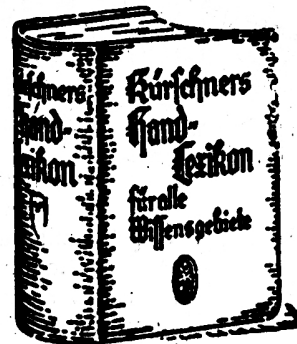 Kürschners
Hand-
Lexikon
für alle
Wissensgebiete